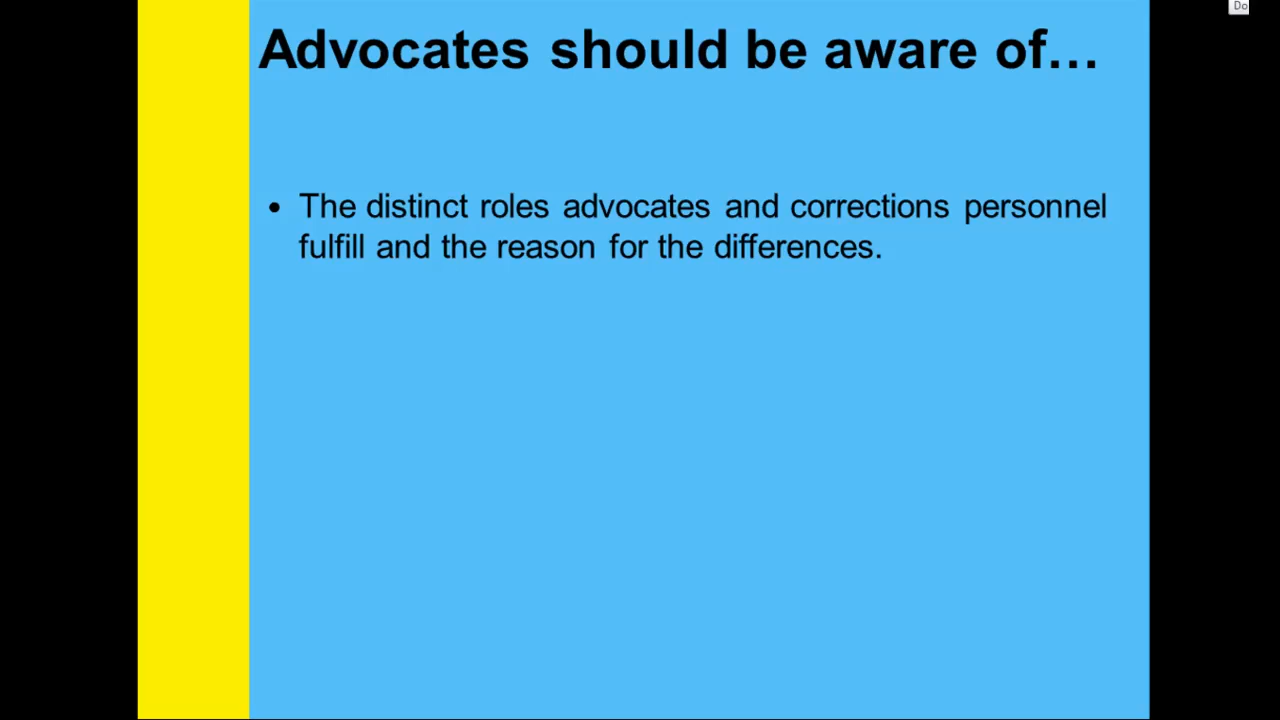 Do
Advocates should be aware of…
• The distinct roles advocates and corrections personnel
fulfill and the reason for the differences.